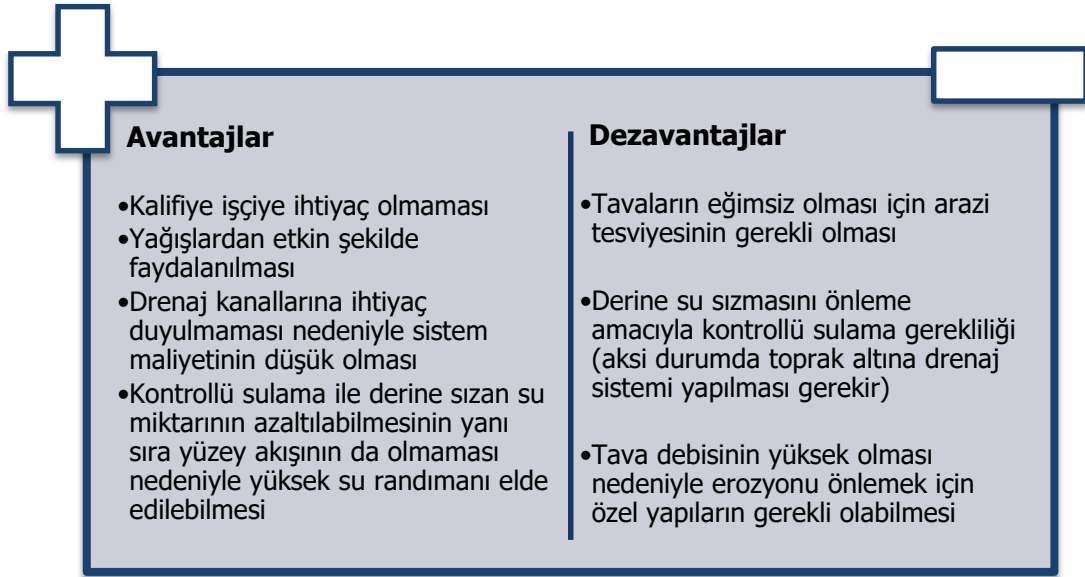 Avantajlar
•Kalifiye işçiye ihtiyaç olmaması
•Yağışlardan etkin şekilde
faydalanılması
•Drenaj kanallarına ihtiyaç
duyulmaması nedeniyle sistem
maliyetinin düşük olması
•Kontrollü sulama ile derine sızan su
miktarının azaltılabilmesinin yanı
sıra yüzey akışının da olmaması
nedeniyle yüksek su randımanı elde
edilebilmesi
Dezavantajlar
•Tavaların eğimsiz olması için arazi
tesviyesinin gerekli olması
•Derine su sızmasını önleme
amacıyla kontrollü sulama gerekliliği
(aksi durumda toprak altına drenaj
sistemi yapılması gerekir)
•Tava debisinin yüksek olması
nedeniyle erozyonu önlemek için
özel yapıların gerekli olabilmesi